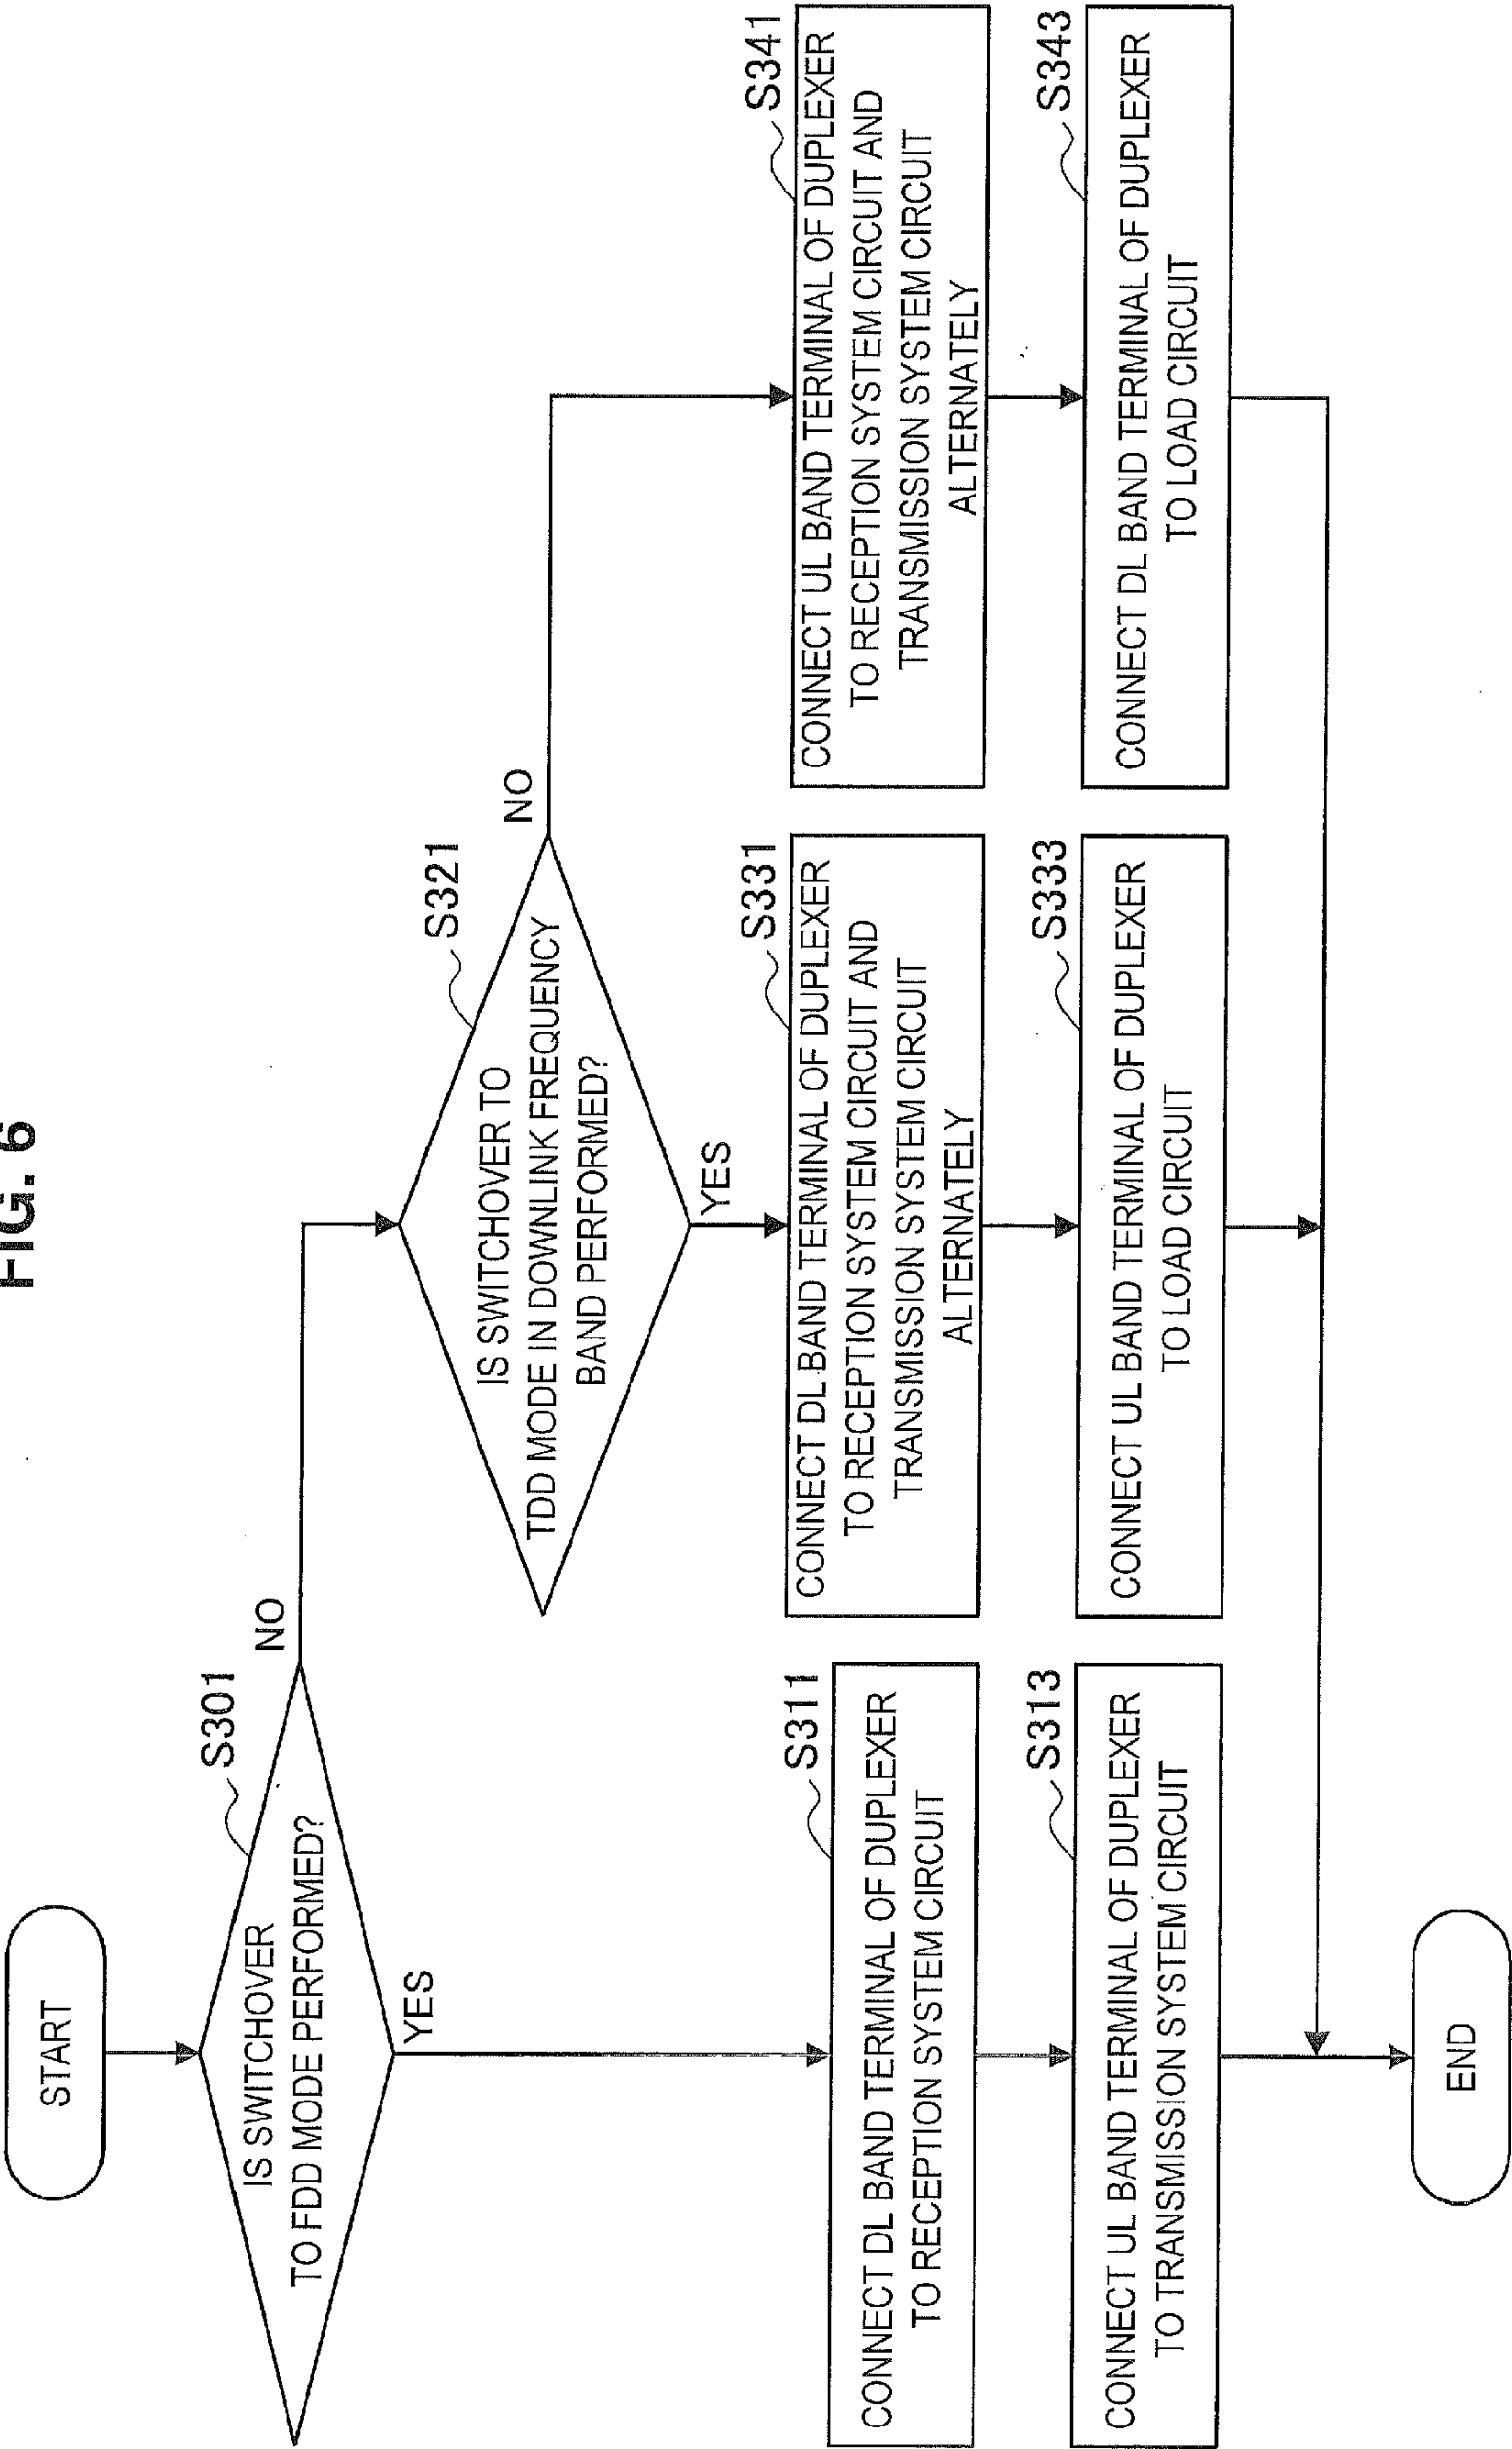 FIG. 6
START
S301
IS SWITCHOVER
TO FDD MODE PERFORMED?
NO
YES
S321
IS SWITCHOVER TO
TDD MODE IN DOWNLINK FREQUENCY
BAND PERFORMED?
NO
YES
S311
CONNECT DL BAND TERMINAL OF DUPLEXER
TO RECEPTION SYSTEM CIRCUIT
S331
CONNECT DL BAND TERMINAL OF DUPLEXER
TO RECEPTION SYSTEM CIRCUIT AND
TRANSMISSION SYSTEM CIRCUIT
ALTERNATELY
S341
CONNECT UL BAND TERMINAL OF DUPLEXER
TO RECEPTION SYSTEM CIRCUIT AND
TRANSMISSION SYSTEM CIRCUIT
ALTERNATELY
S313
CONNECT UL BAND TERMINAL OF DUPLEXER
TO TRANSMISSION SYSTEM CIRCUIT
S333
CONNECT UL BAND TERMINAL OF DUPLEXER
TO LOAD CIRCUIT
S343
CONNECT DL BAND TERMINAL OF DUPLEXER
TO LOAD CIRCUIT
END